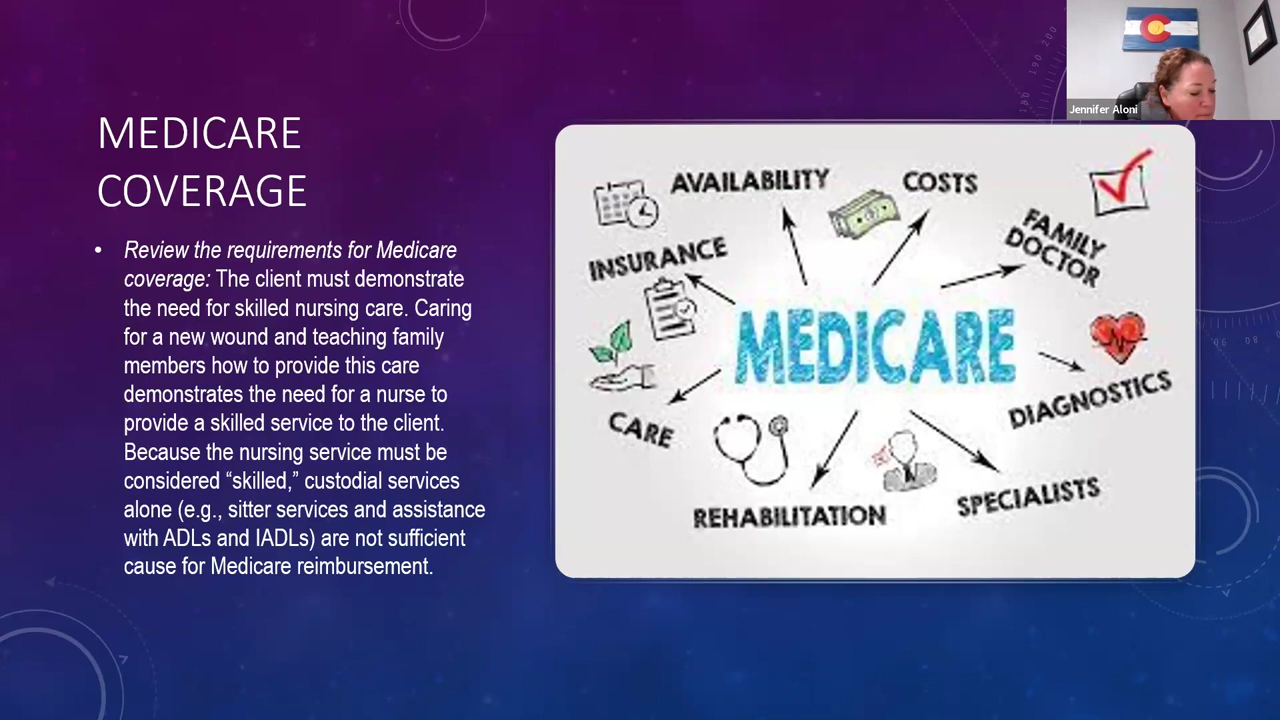 Jennifer Aloni
MEDICARE
COVERAGE
• Review the requirements for Medicare
coverage: The client must demonstrate
the need for skilled nursing care. Caring
for a new wound and teaching family
members how to provide this care
demonstrates the need for a nurse to
provide a skilled service to the client.
Because the nursing service must be
considered “skilled,” custodial services
alone (e.g., sitter services and assistance
with ADLs and IADLs) are not sufficient
cause for Medicare reimbursement.
AVAILABILITY
COSTS
FAMILY
DOCTOR
INSURANCE
MEDICARE
DIAGNOSTICS
CARE
REHABILITATION
SPECIALISTS
180 190 200